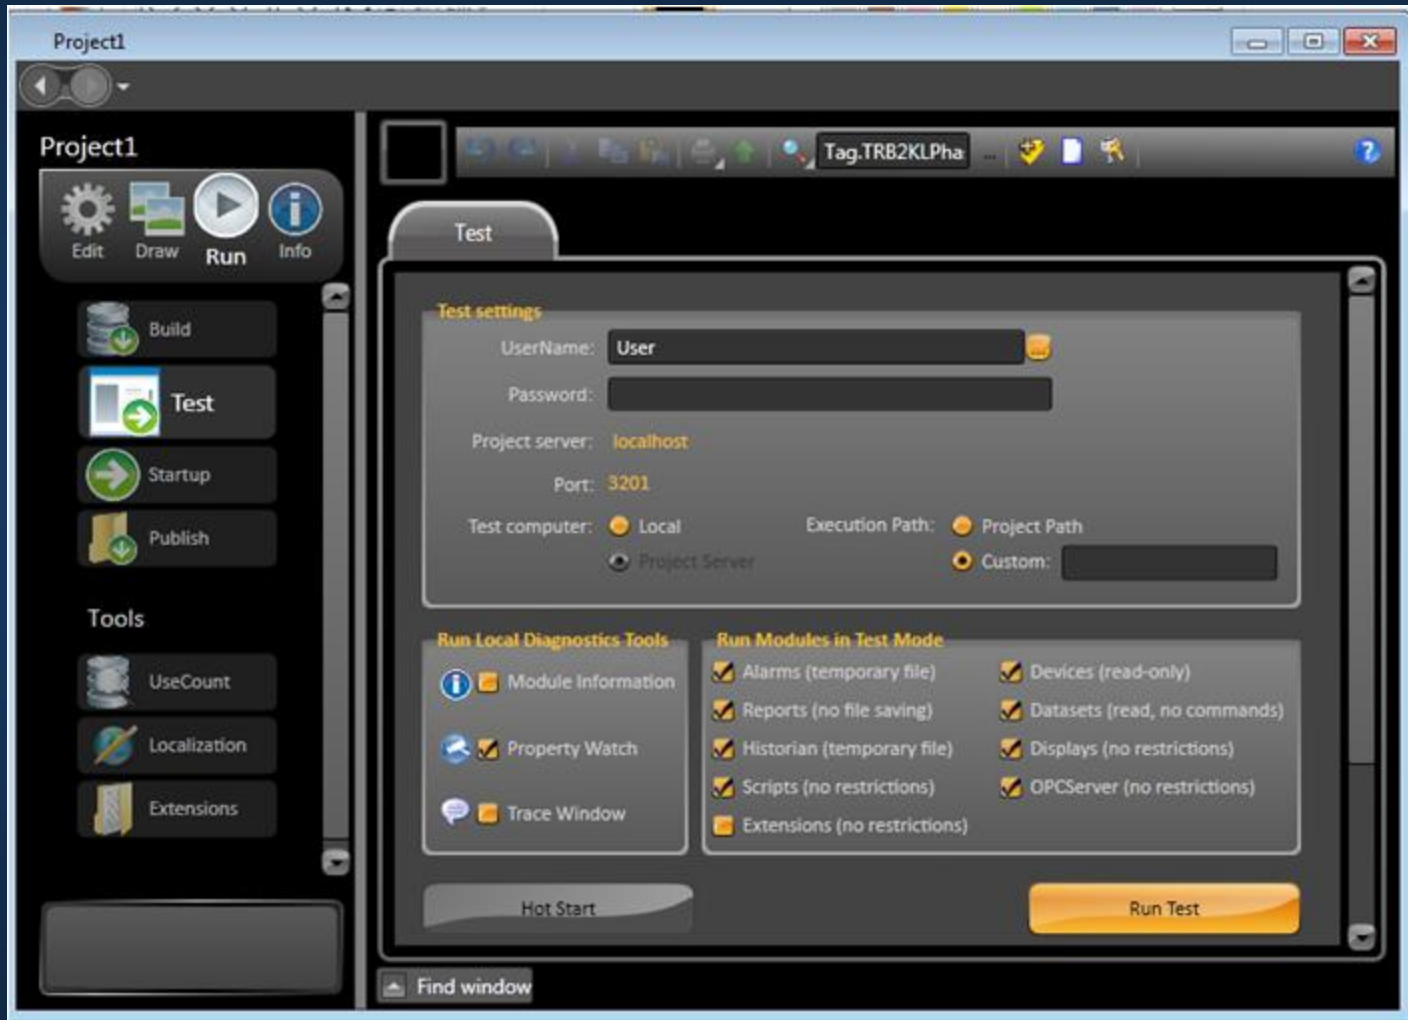 Project1
Project1
Edit Draw Run Info
Tag.TRB2KLPha ...
Build
Test
Startup
Publish
Tools
UseCount
Localization
Extensions
Test
Test settings
UserName: User
Password:
Project server: localhost
Port: 3201
Test computer: Local
Project Server
Execution Path: Project Path
Custom:
Run Local Diagnostics Tools
Module Information
Property Watch
Trace Window
Run Modules in Test Mode
Alarms (temporary file)
Reports (no file saving)
Historian (temporary file)
Scripts (no restrictions)
Extensions (no restrictions)
Devices (read-only)
Datasets (read, no commands)
Displays (no restrictions)
OPCServer (no restrictions)
Hot Start
Run Test
Find window